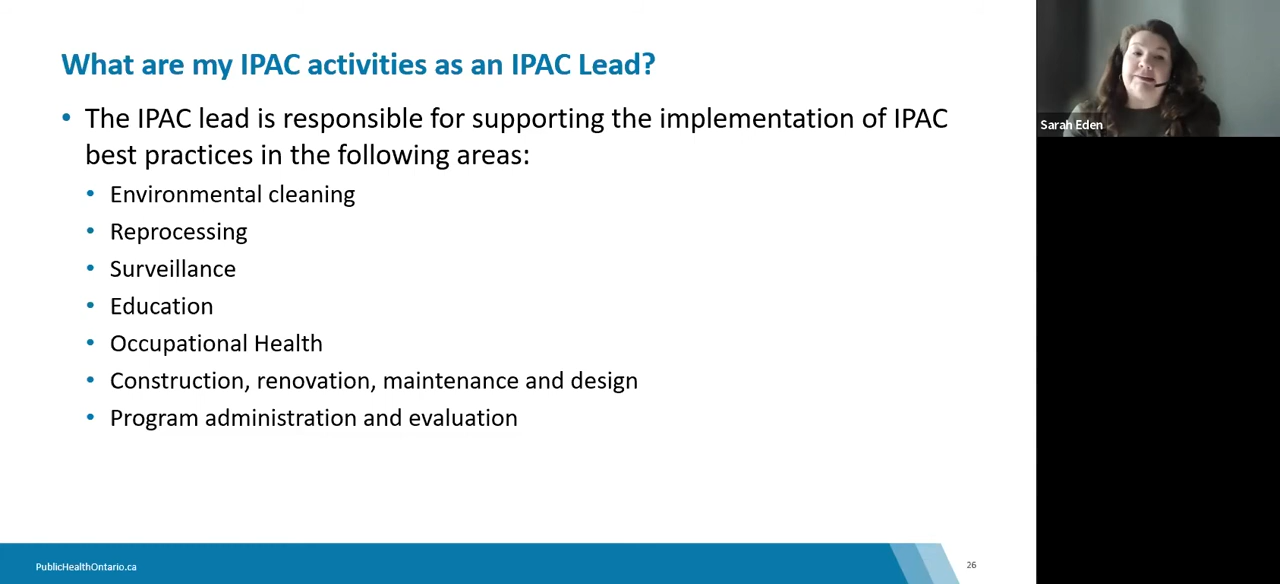 What are my IPAC activities as an IPAC Lead?
• The IPAC lead is responsible for supporting the implementation of IPAC
best practices in the following areas:
• Environmental cleaning
• Reprocessing
• Surveillance
• Education
• Occupational Health
• Construction, renovation, maintenance and design
• Program administration and evaluation
Sarah Eden
PublicHealthOntario.ca
26